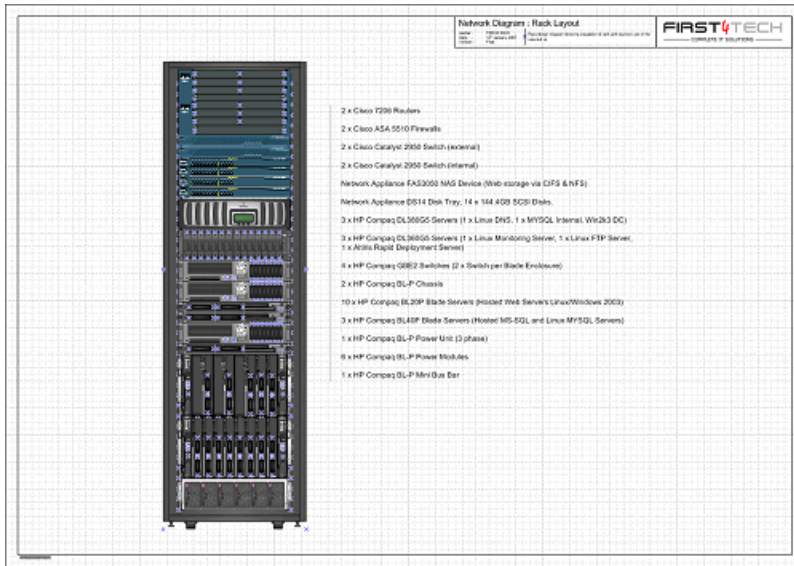 Network Diagram : Rack Layout
FIRST4TECH
COMPLETE IT SOLUTIONS
2 x Cisco 7206 Routers
2 x Cisco ASA 5510 Firewalls
2 x Cisco Catalyst 2950 Switch (external)
2 x Cisco Catalyst 2950 Switch (internal)
Network Appliance FAS3050 NAS Device (Web storage via CIFS & NFS)
Network Appliance DS14 Disk Tray, 14 x 144.4GB SCSI Disks.
3 x HP Compaq DL380G5 Servers (1 x Linux DNS, 1 x MYSQL Internal, Win2k3 DC)
3 x HP Compaq DL360G5 Servers (1 x Linux Monitoring Server, 1 x Linux FTP Server,
1 x Altiris Rapid Deployment Server)
4 x HP Compaq GBE2 Switches (2 x Switch per Blade Enclosure)
2 x HP Compaq BL-P Chassis
10 x HP Compaq BL20P Blade Servers (Hosted Web Servers Linux/Windows 2003)
3 x HP Compaq BL40P Blade Servers (Hosted MS-SQL and Linux MYSQL Servers)
1 x HP Compaq BL-P Power Unit (3 phase)
6 x HP Compaq BL-P Power Modules
1 x HP Compaq BL-P Mini Bus Bar